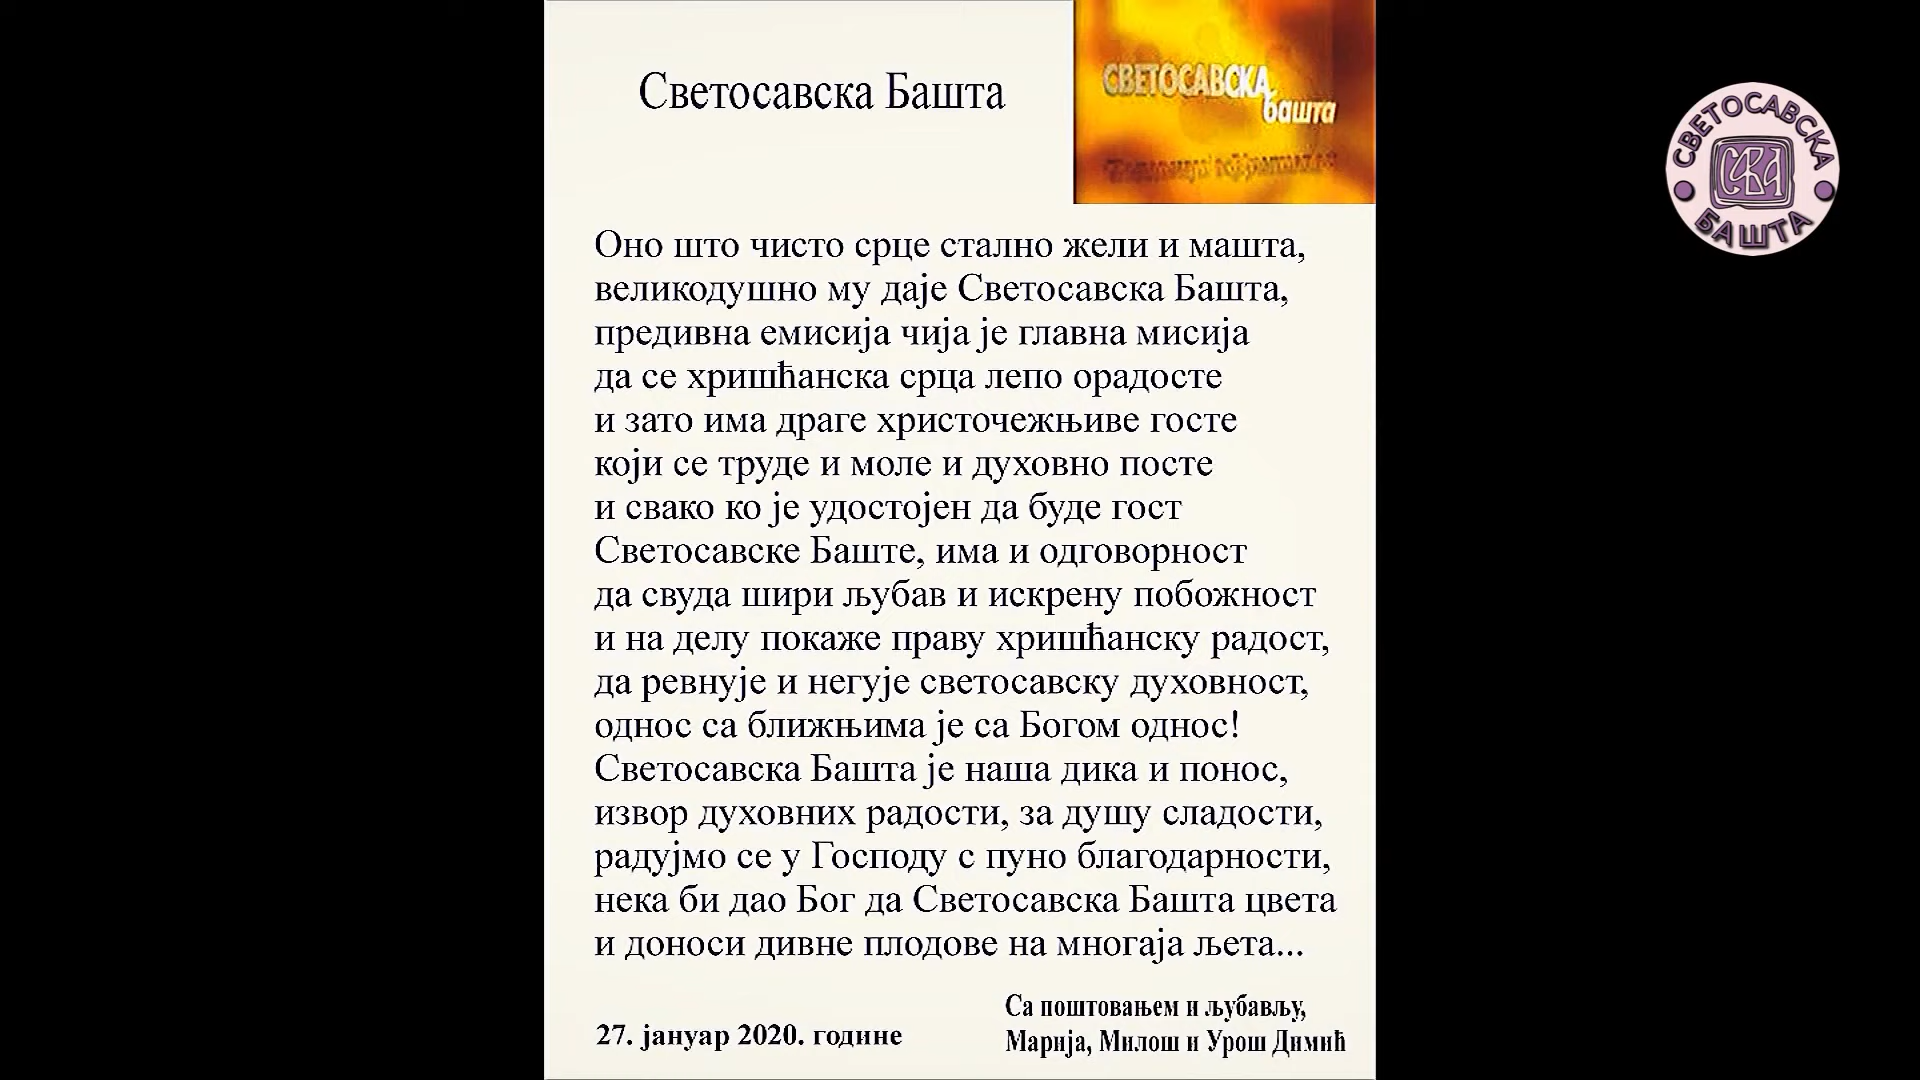 Светосавска Башта
СВЕТОСАВСКА
башта
СВЕТОСАВСКА
БАШТА
Оно што чисто срце стално жели и машта,
великодушно му даје Светосавска Башта,
предивна емисија чија је главна мисија
да се хришћанска срца лепо орадосте
и зато има драге христочежњиве госте
који се труде и моле и духовно посте
и свако ко је удостојен да буде гост
Светосавске Баште, има и одговорност
да свуда шири љубав и искрену побожност
и на делу покаже праву хришћанску радост,
да ревнује и негује светосавску духовност,
однос са ближњима је са Богом однос!
Светосавска Башта је наша дика и понос,
извор духовних радости, за душу сладости,
радујмо се у Господу с пуно благодарности,
нека би дао Бог да Светосавска Башта цвета
и доноси дивне плодове на многаја љета...
Са поштовањем и љубављу,
27. јануар 2020. године
Марија, Милош и Урош Димић